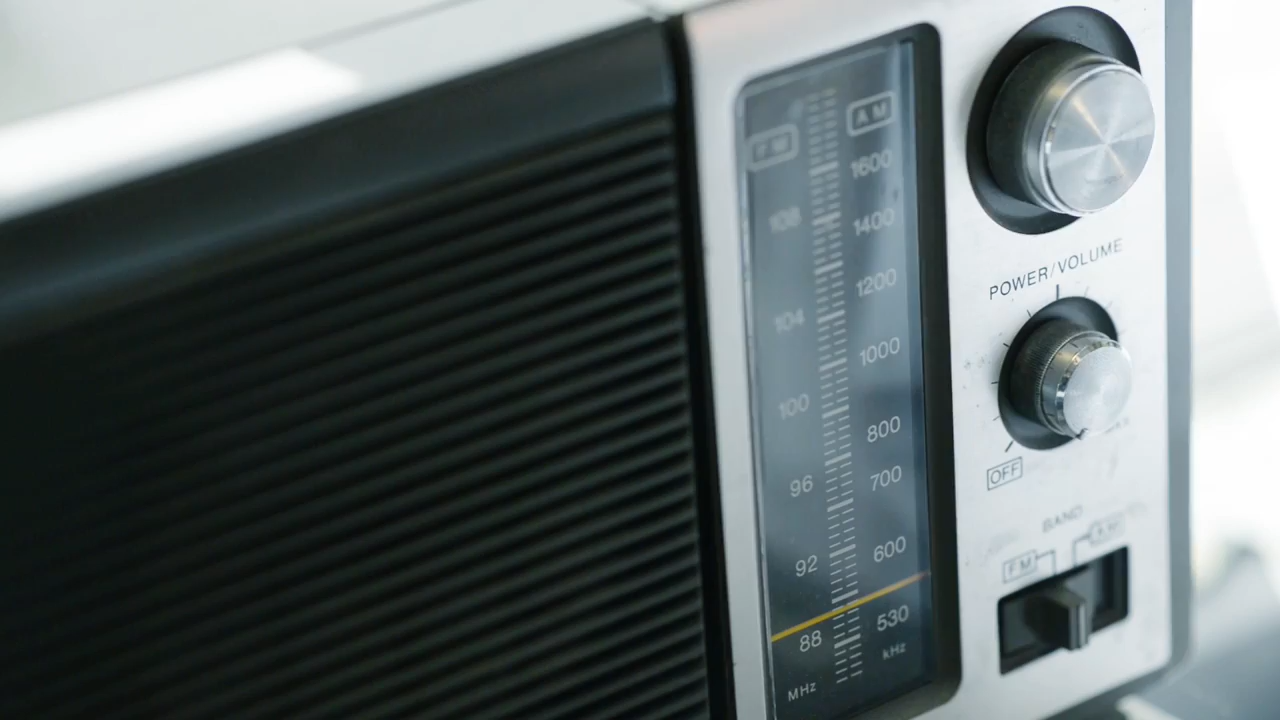 FM
AM
1600
108
1400
1200
104
1000
100
800
96
700
92
600
88
530
MHz
kHz
POWER/VOLUME
OFF
BAND
FM